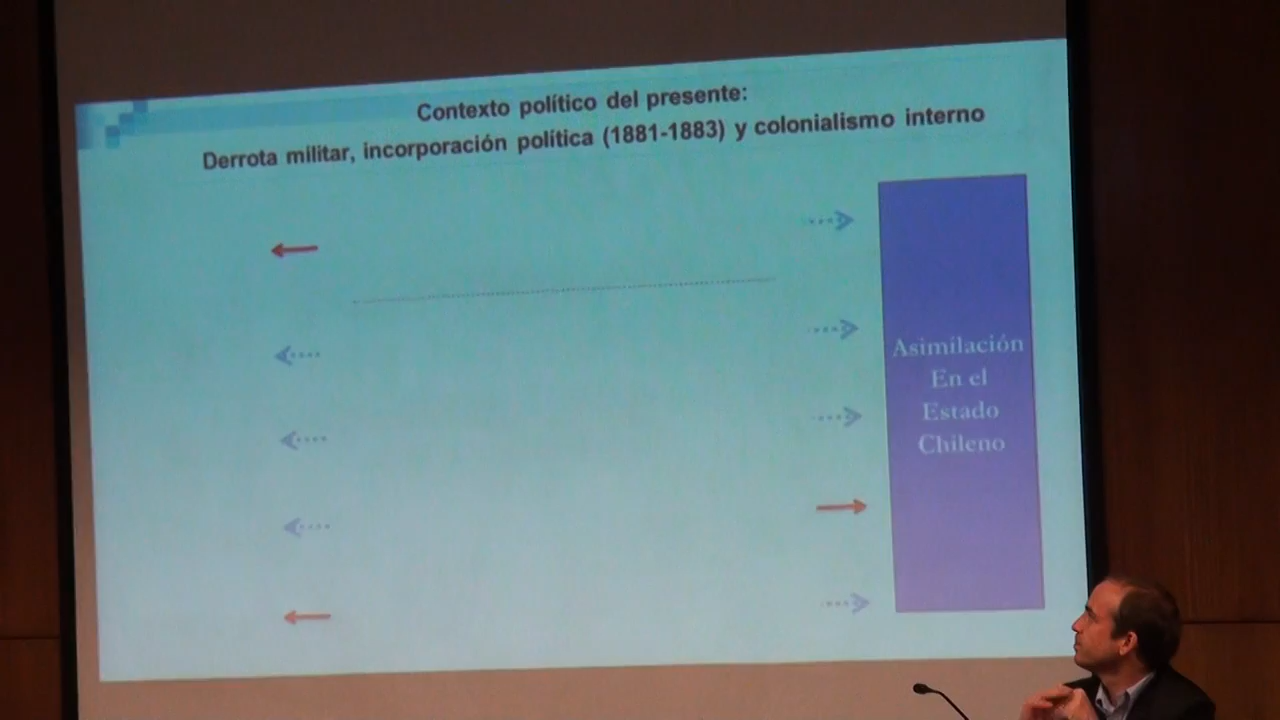 Contexto político del presente:
Derrota militar, incorporación política (1881-1883) y colonialismo interno
Asimilación
En el
Estado
Chileno